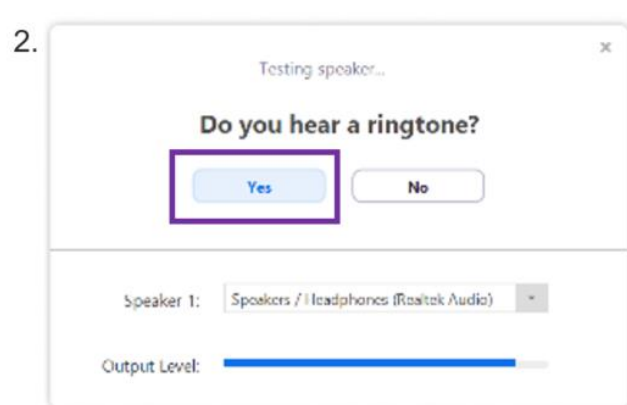 2.
×
Testing speaker...
Do you hear a ringtone?
Yes No
Speaker 1: Speakers / Headphones (Realtek Audio)
Output Level: